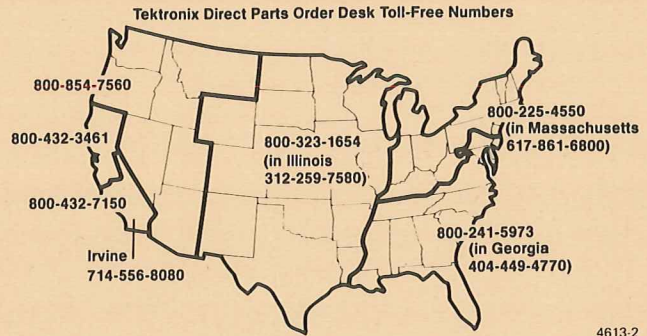 Tektronix Direct Parts Order Desk Toll-Free Numbers
800-854-7560
800-432-3461
800-432-7150
Irvine
714-556-8080
800-323-1654
(in Illinois
312-259-7580)
800-225-4550
(in Massachusetts
617-861-6800)
800-241-5973
(in Georgia
404-449-4770)
4613-2